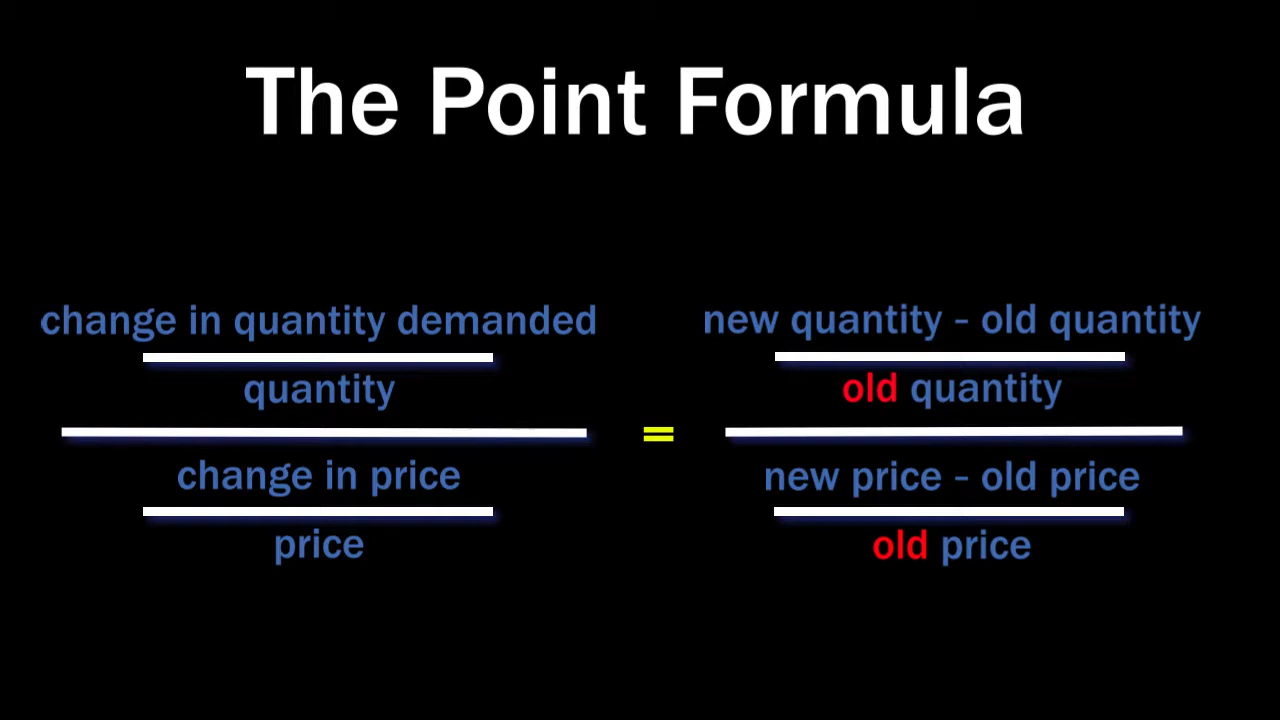 The Point Formula
change in quantity demanded
quantity
change in price
price
=
new quantity - old quantity
old quantity
new price - old price
old price